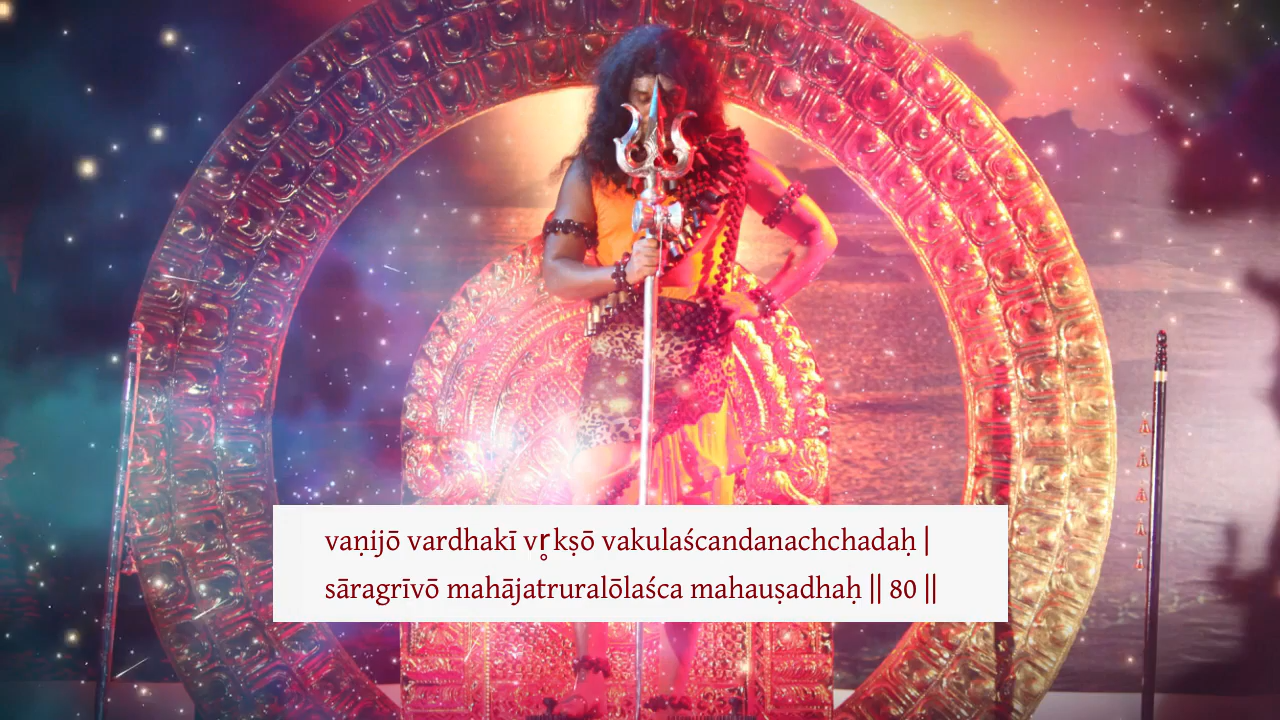 vaṇijō vardhakī vr̥kṣō vakulaścandanachchadaḥ |
sāragrīvō mahājatruralōlaśca mahauṣadhaḥ || 80 ||